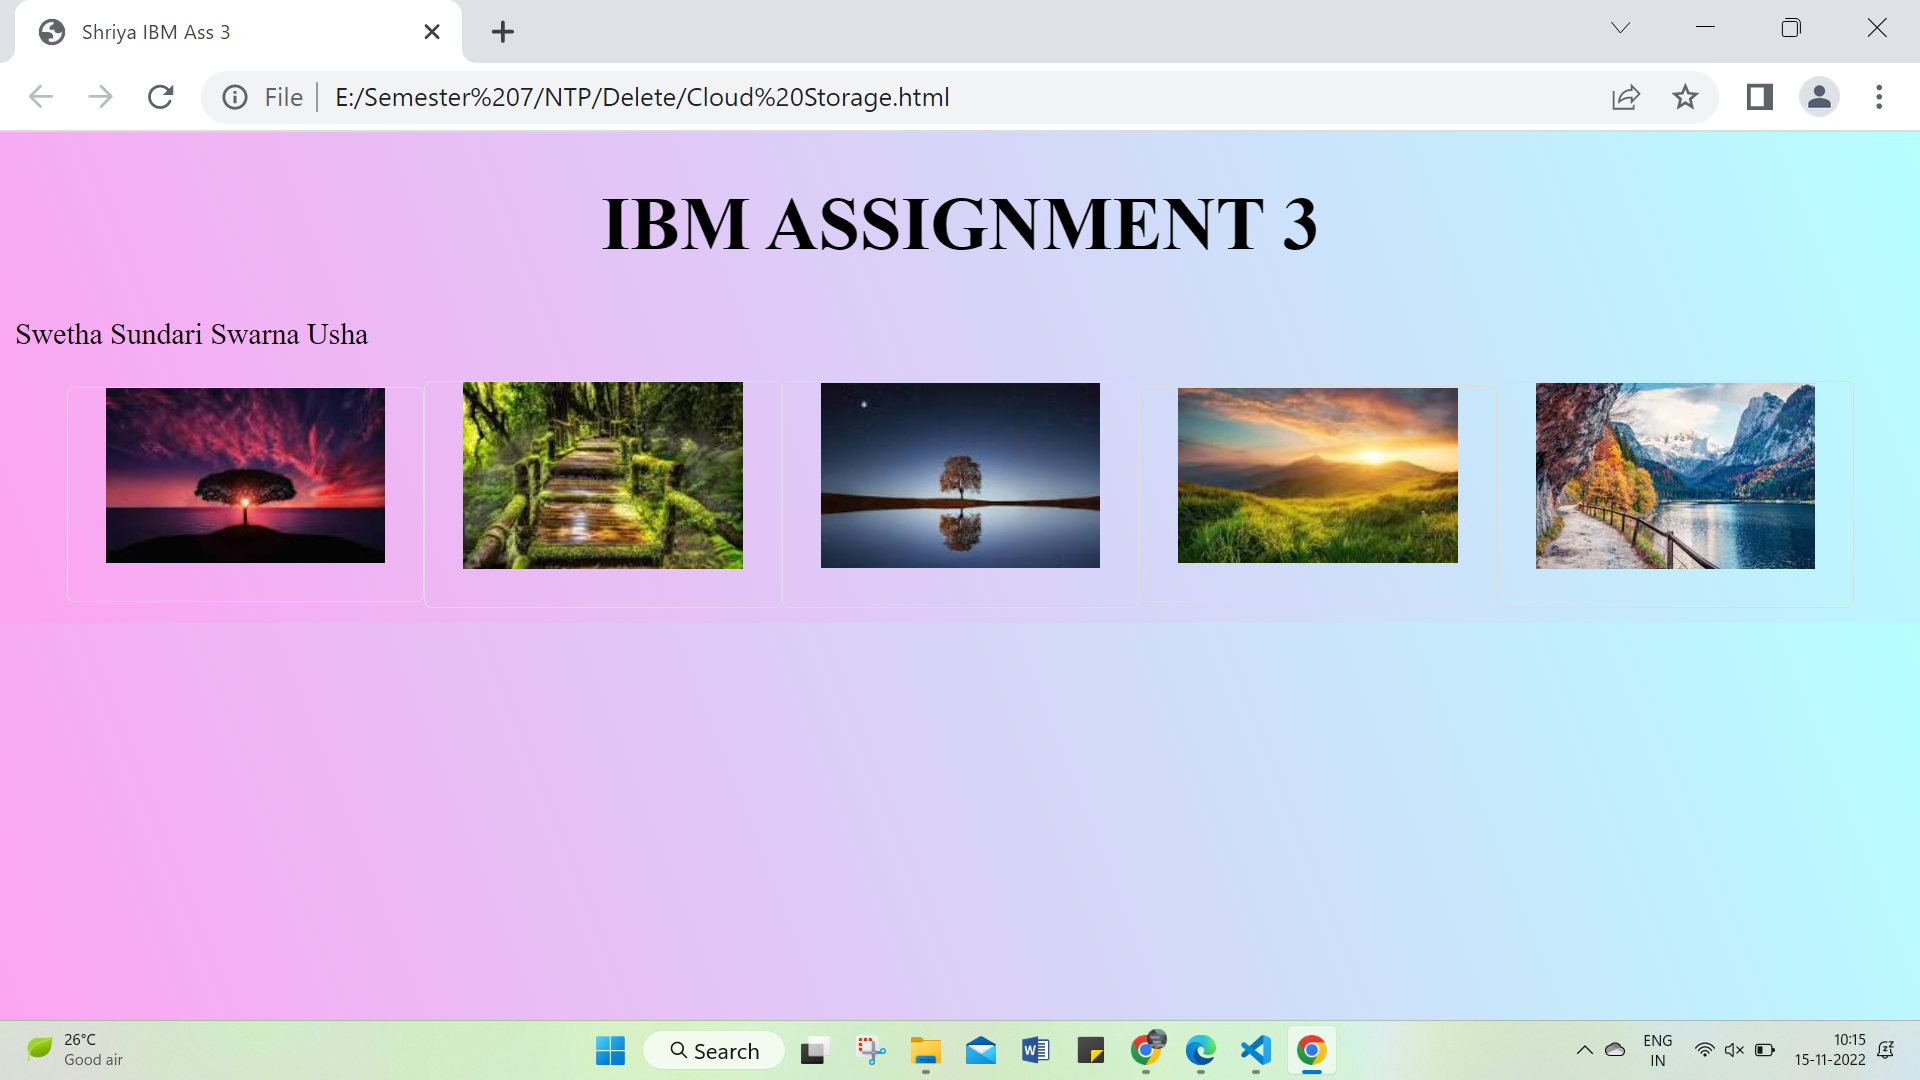 Shriya IBM Ass 3
File
E:/Semester%207/NTP/Delete/Cloud%20Storage.html
IBM ASSIGNMENT 3
Swetha Sundari Swarna Usha
26°C
Good air
Search
ENG
IN
10:15
15-11-2022